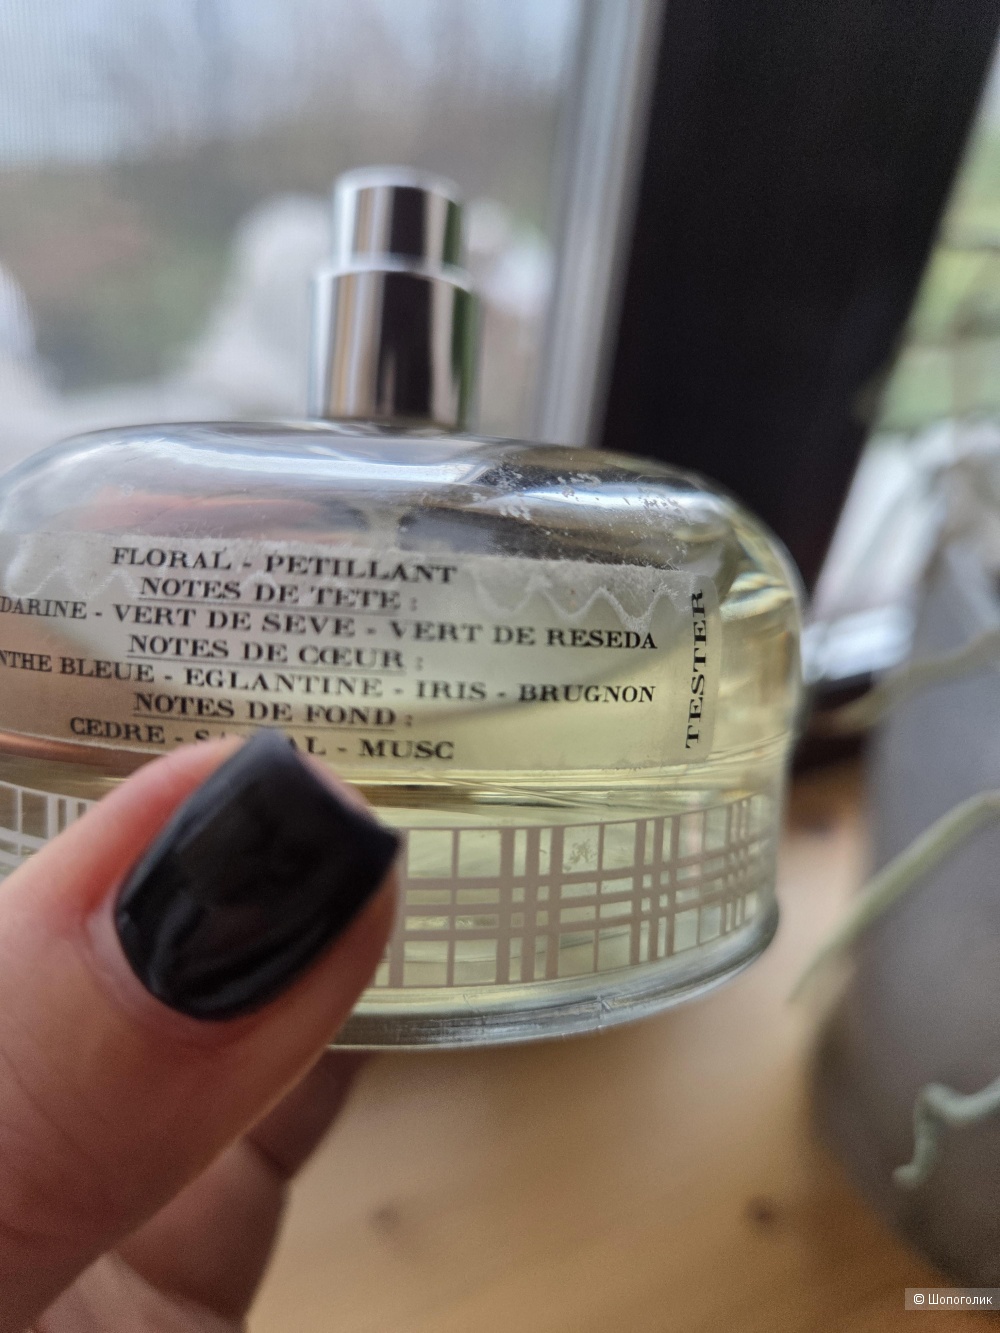 FLORAL - PETILLANT
NOTES DE TETE :
DARINE - VERT DE SEVE - VERT DE RESEDA
NOTES DE CŒUR :
NTHE BLEUE - EGLANTINE - IRIS - BRUGNON
NOTES DE FOND :
CEDRE - - MUSC
TESTER
© Шопоголик